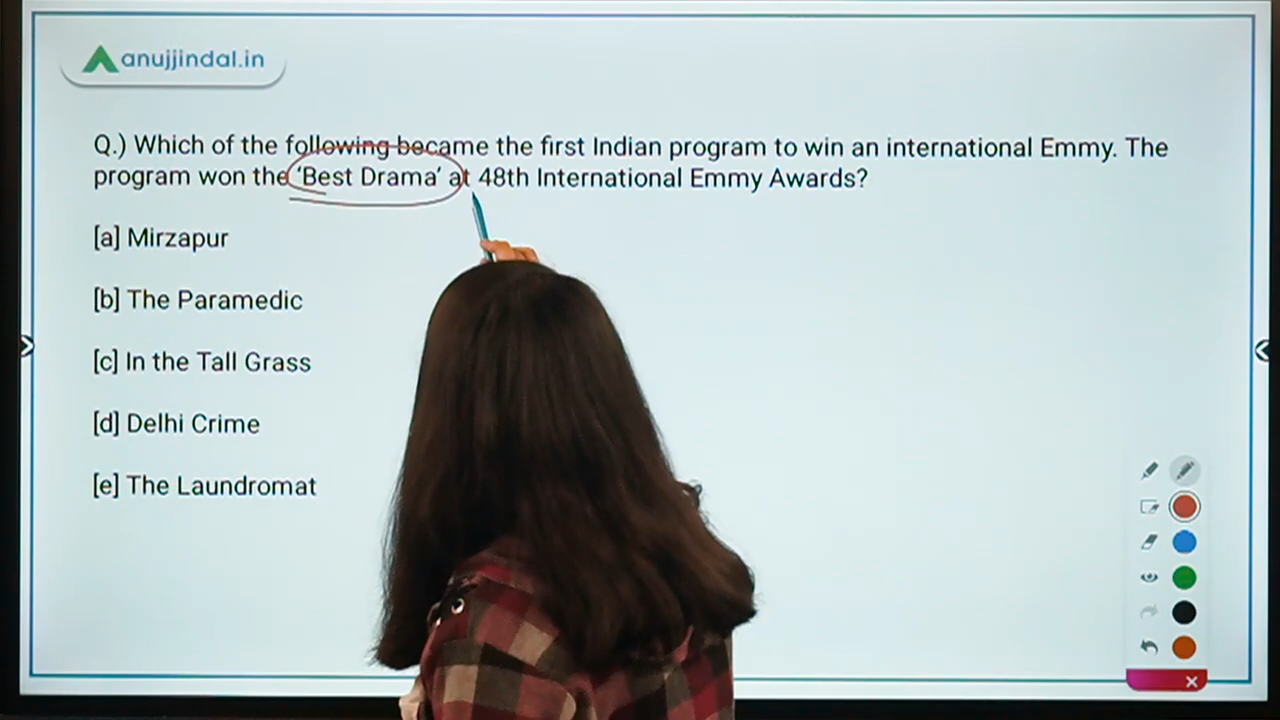 anujjindal.in
Q.) Which of the following became the first Indian program to win an international Emmy. The
program won the ‘Best Drama’ at 48th International Emmy Awards?
[a] Mirzapur
[b] The Paramedic
[c] In the Tall Grass
[d] Delhi Crime
[e] The Laundromat